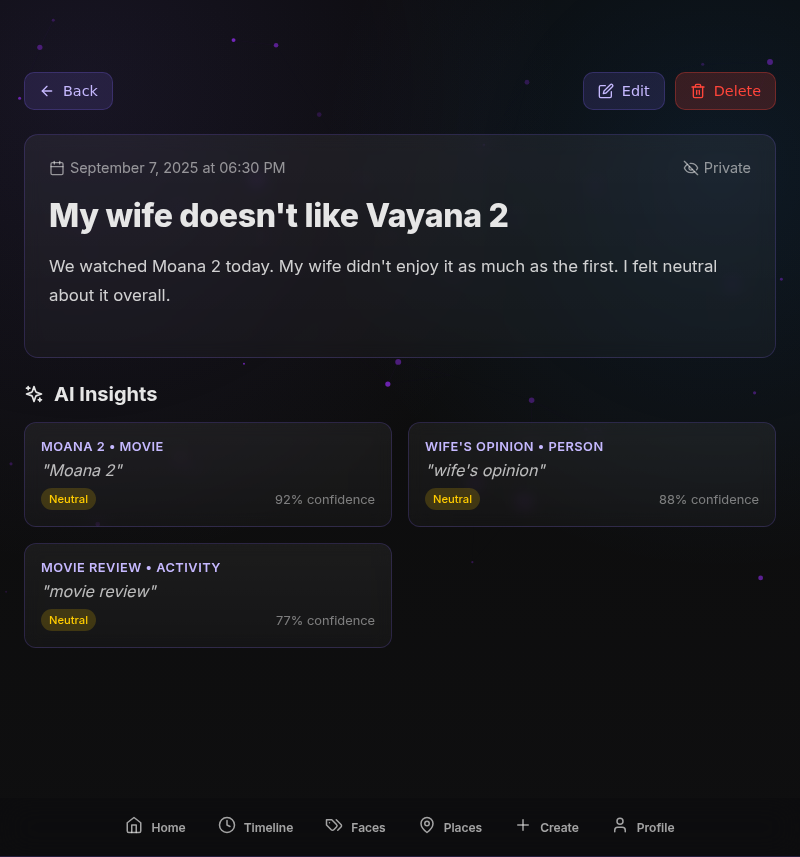 Back
Edit
Delete
September 7, 2025 at 06:30 PM
Private
My wife doesn't like Vayana 2
We watched Moana 2 today. My wife didn't enjoy it as much as the first. I felt neutral
about it overall.
AI Insights
MOANA 2 • MOVIE
"Moana 2"
Neutral
92% confidence
WIFE'S OPINION • PERSON
"wife's opinion"
Neutral
88% confidence
MOVIE REVIEW • ACTIVITY
"movie review"
Neutral
77% confidence
Home
Timeline
Faces
Places
Create
Profile